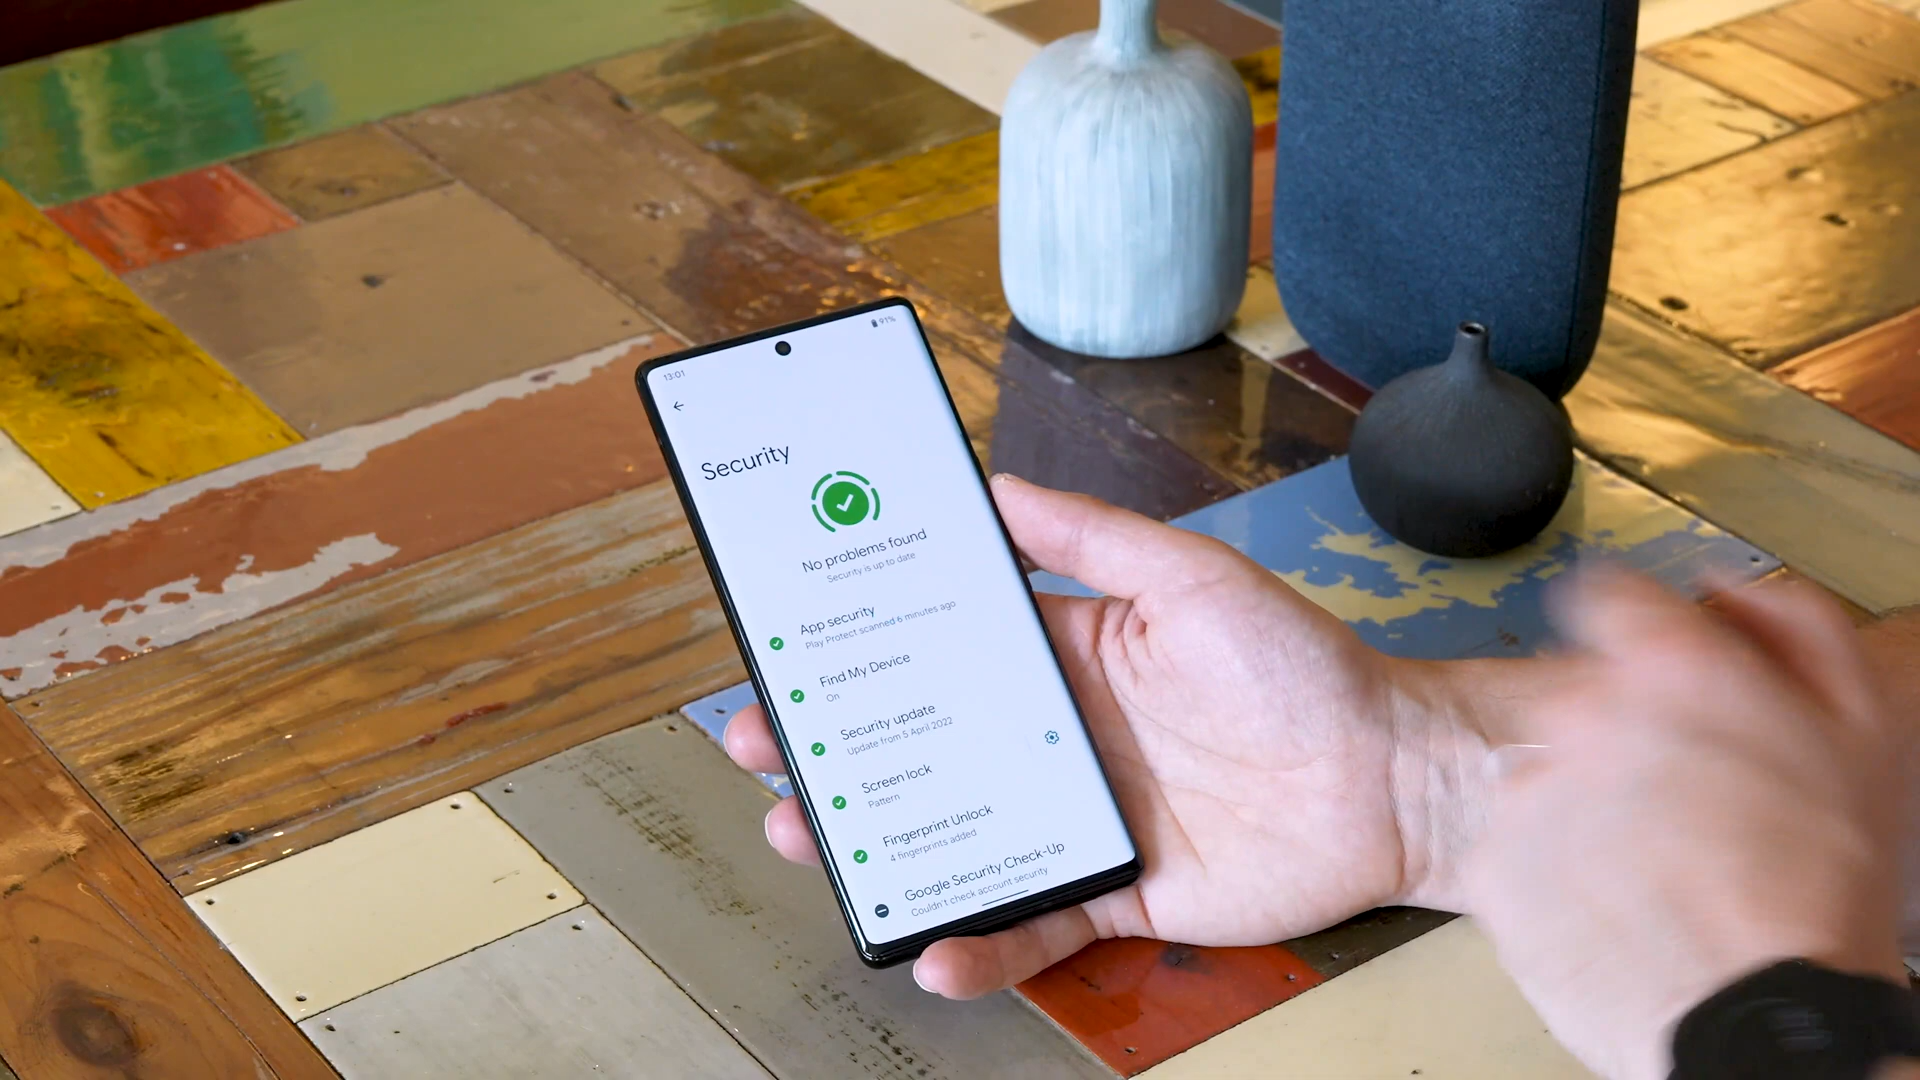 13:01
91%
Security
No problems found
Security is up to date
App security
Play Protect scanned 6 minutes ago
Find My Device
On
Security update
Update from 5 April 2022
Screen lock
Pattern
Fingerprint Unlock
4 fingerprints added
Google Security Check-Up
Couldn't check account security